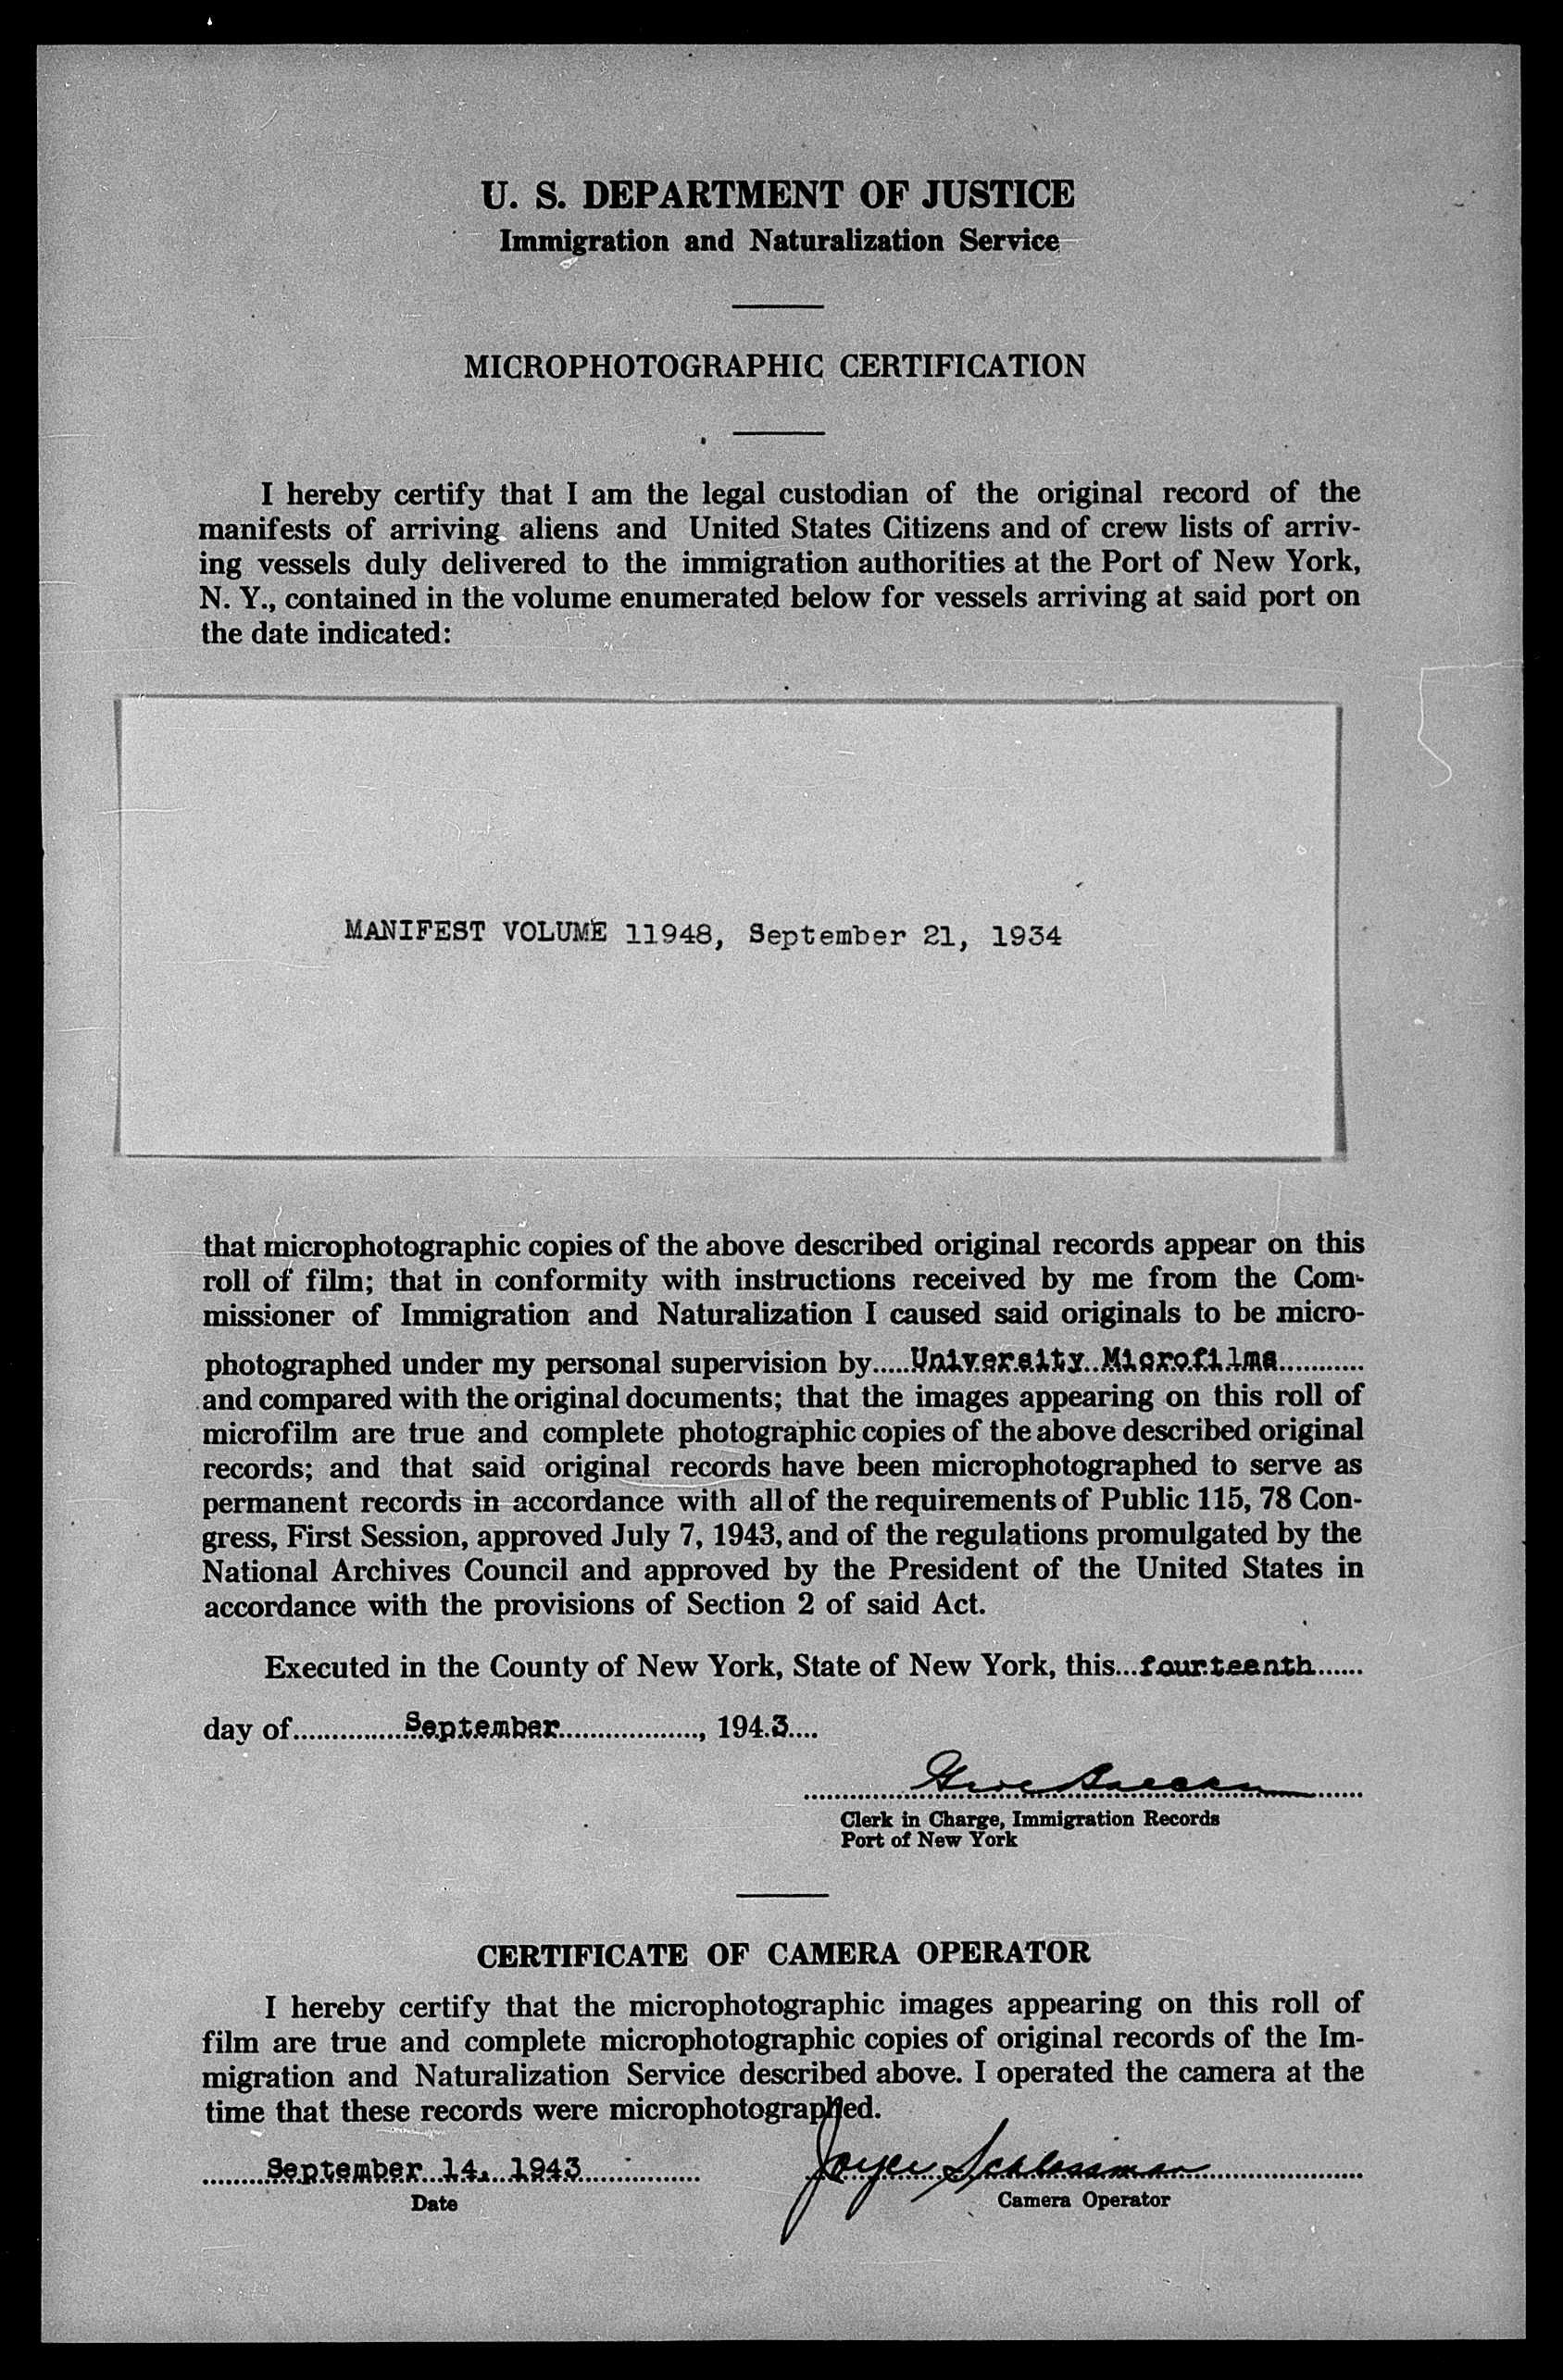 U. S. DEPARTMENT OF JUSTICE
Immigration and Naturalization Service
MICROPHOTOGRAPHIC CERTIFICATION
I hereby certify that I am the legal custodian of the original record of the
manifests of arriving aliens and United States Citizens and of crew lists of arriv-
ing vessels duly delivered to the immigration authorities at the Port of New York,
N. Y., contained in the volume enumerated below for vessels arriving at said port on
the date indicated:
MANIFEST VOLUME 11948, September 21, 1934
that microphotographic copies of the above described original records appear on this
roll of film; that in conformity with instructions received by me from the Com-
missioner of Immigration and Naturalization I caused said originals to be micro-
photographed under my personal supervision by.....University Microfilms...........
and compared with the original documents; that the images appearing on this roll of
microfilm are true and complete photographic copies of the above described original
records; and that said original records have been microphotographed to serve as
permanent records in accordance with all of the requirements of Public 115, 78 Con-
gress, First Session, approved July 7, 1943, and of the regulations promulgated by the
National Archives Council and approved by the President of the United States in
accordance with the provisions of Section 2 of said Act.
Executed in the County of New York, State of New York, this...fourteenth......
day of...............September.................., 194.3....
Clerk in Charge, Immigration Records
Port of New York
CERTIFICATE OF CAMERA OPERATOR
I hereby certify that the microphotographic images appearing on this roll of
film are true and complete microphotographic copies of original records of the Im-
migration and Naturalization Service described above. I operated the camera at the
time that these records were microphotographed.
September 14, 1943 Joyce Schlossman
Date Camera Operator